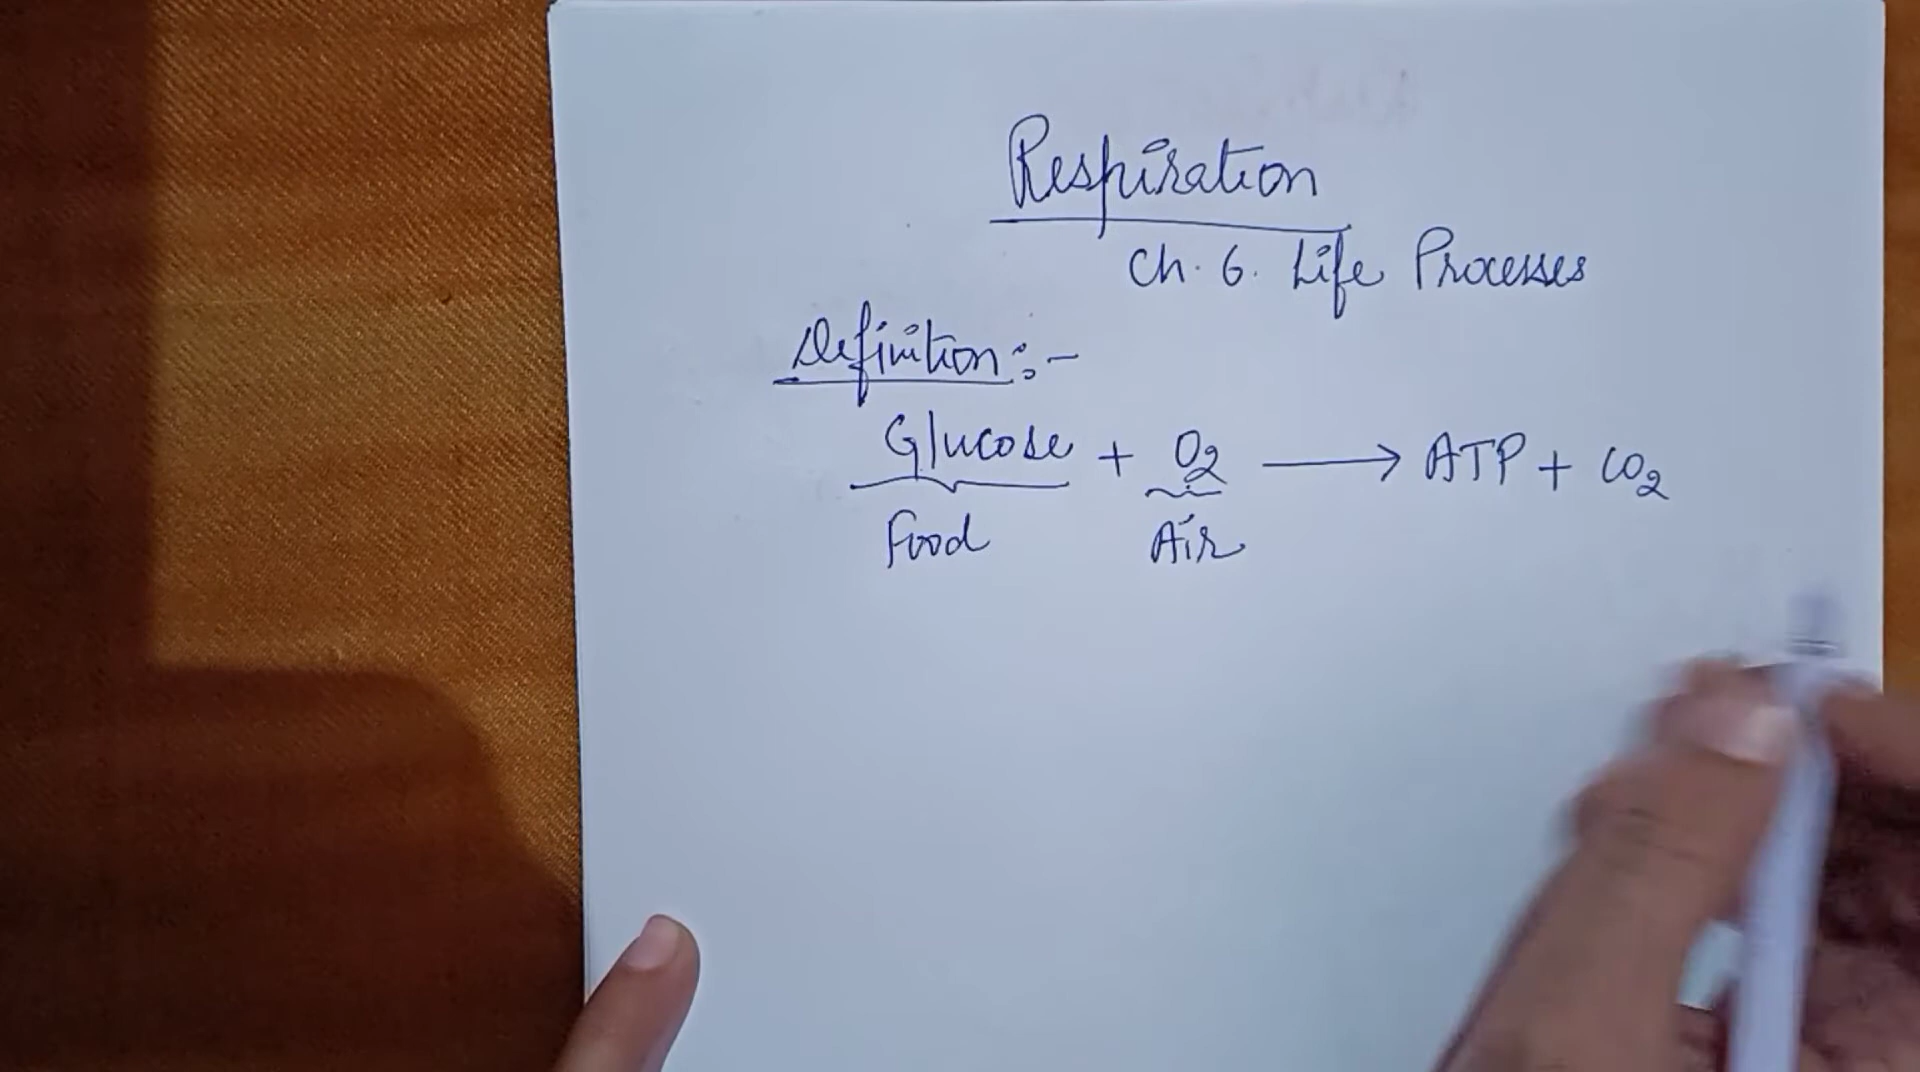 Respiration
Ch. 6. Life Processes
Definition :-
Glucose + O2 → ATP + CO2
Food Air